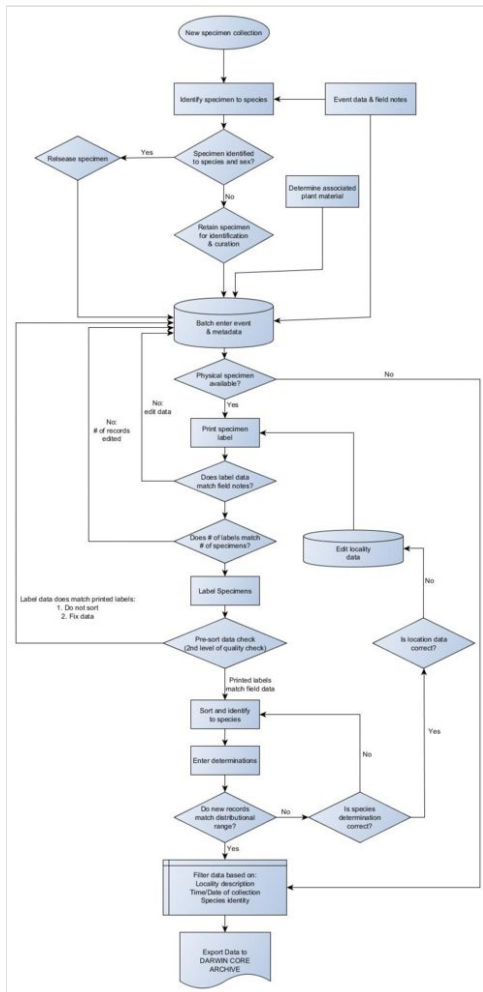 New specimen collection
Identify specimen to species
Event data & field notes
Relsease specimen
Yes
Specimen identified
to species and sex?
No
Determine associated
plant material
Retain specimen
for identification
& curation
Batch enter event
& metadata
Physical specimen
available?
No
Yes
No:
edit data
No:
# of records
edited
Print specimen
label
Does label data
match field notes?
Does # of labels match
# of specimens?
Edit locality
data
No
Label Specimens
Label data does match printed labels:
1. Do not sort
2. Fix data
Pre-sort data check
(2nd level of quality check)
Is location data
correct?
Printed labels
match field data
Sort and identify
to species
Yes
No
Enter determinations
Do new records
match distributional
range?
No
Is species
determination
correct?
Yes
Filter data based on:
Locality description
Time/Date of collection
Species identity
Export Data to
DARWIN CORE
ARCHIVE